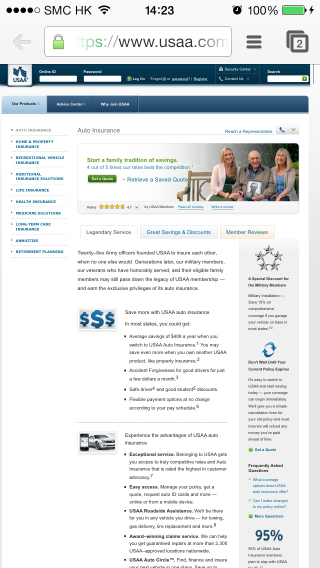 SMC HK 14:23 100%
https://www.usaa.com
2
USAA
Online ID
Password
Log On
Forgot ID or password? | Register
Security Center
Contact Us
Search
Our Products
Advice Center
Why Join USAA
AUTO INSURANCE
HOME & PROPERTY
INSURANCE
RECREATIONAL VEHICLE
INSURANCE
ADDITIONAL
INSURANCE SOLUTIONS
LIFE INSURANCE
HEALTH INSURANCE
MEDICARE SOLUTIONS
LONG-TERM CARE
INSURANCE
ANNUITIES
RETIREMENT PLANNING
Auto Insurance
Reach a Representative
Start a family tradition of savings.
4 out of 5 times our rates beat the competition.1
Get a Quote
Retrieve a Saved Quote
Rated
4.7
by USAA Members
Read all reviews
Write a review
Legendary Service
Great Savings & Discounts
Member Reviews
Twenty-five Army officers founded USAA to insure each other,
when no one else would. Generations later, our military members,
our veterans who have honorably served, and their eligible family
members may still pass down the legacy of USAA membership —
and earn the exclusive privileges of its auto insurance.
$$$
Save more with USAA auto insurance
In most states, you could get:
Average savings of $409 a year when you
switch to USAA Auto Insurance.1 You may
save even more when you own another USAA
product, like property insurance.2
Accident Forgiveness for good drivers for just
a few dollars a month.3
Safe driver4 and good student5 discounts.
Flexible payment options at no charge
according to your pay schedule.6
Experience the advantages of USAA auto
insurance
Exceptional service. Belonging to USAA gets
you access to truly competitive rates and Auto
Insurance that rated the highest in customer
advocacy.7
Easy access. Manage your policy, get a
quote, request auto ID cards and more —
online or from a mobile device.
USAA Roadside Assistance. We'll be there
for you in any vehicle you drive — for towing,
gas delivery, tire replacement and more.8
Award-winning claims service. We can help
you get guaranteed repairs at more than 2,300
USAA-approved locations nationwide.
USAA Auto Circle℠. Find, finance and insure
A Special Discount for
the Military Members
Military Installation —
Save 15% on
comprehensive
coverage if you
garage your vehicle
on base in most
states.
Don't Wait Until Your
Current Policy Expires
It's easy to switch to
USAA and start saving
today — your coverage
can begin immediately.
We'll give you a simple
cancellation form for
your old policy and most
insurers will refund any
money you've paid
ahead of time.
Get a Quote
Frequently Asked
Questions
What coverage
options does USAA
auto insurance offer?
Can I make changes
to my policy online?
More Questions
95%
95% of USAA Auto
Insurance members
plan to stay with USAA